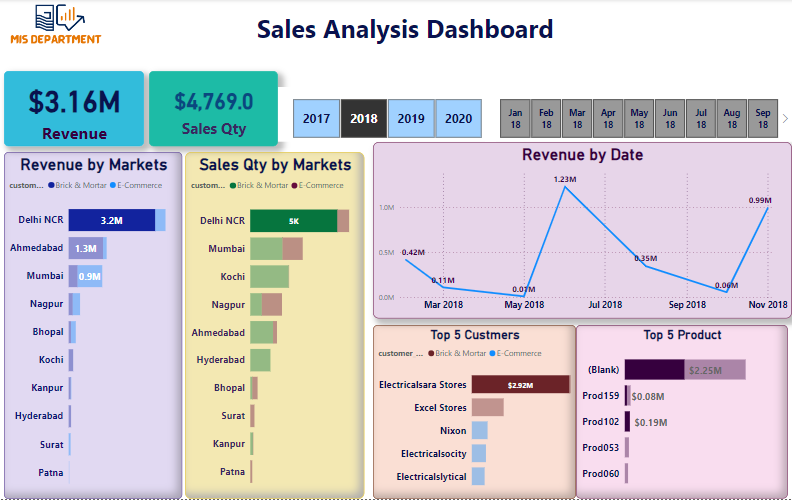 MIS DEPARTMENT
Sales Analysis Dashboard
$3.16M
Revenue
$4,769.0
Sales Qty
2017
2018
2019
2020
Jan 18
Feb 18
Mar 18
Apr 18
May 18
Jun 18
Jul 18
Aug 18
Sep 18
Revenue by Markets
custom... Brick & Mortar E-Commerce
Delhi NCR 3.2M
Ahmedabad 1.3M
Mumbai 0.9M
Nagpur
Bhopal
Kochi
Kanpur
Hyderabad
Surat
Patna
Sales Qty by Markets
custom... Brick & Mortar E-Commerce
Delhi NCR 5K
Mumbai
Kochi
Nagpur
Ahmedabad
Hyderabad
Bhopal
Surat
Kanpur
Patna
Revenue by Date
1.0M
0.5M
0.0M
0.42M
0.11M
0.01M
1.23M
0.35M
0.06M
0.99M
Mar 2018
May 2018
Jul 2018
Sep 2018
Nov 2018
Top 5 Custmers
customer ... Brick & Mortar E-Commerce
Electricalsara Stores $2.92M
Excel Stores
Nixon
Electricalsocity
Electricalslytical
Top 5 Product
(Blank) $2.25M
Prod159 $0.08M
Prod102 $0.19M
Prod053
Prod060